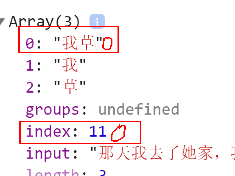 Array(3) i
0: "我草"
1: "我"
2: "草"
groups: undefined
index: 11
input: "那天我去了她家，
length: 3